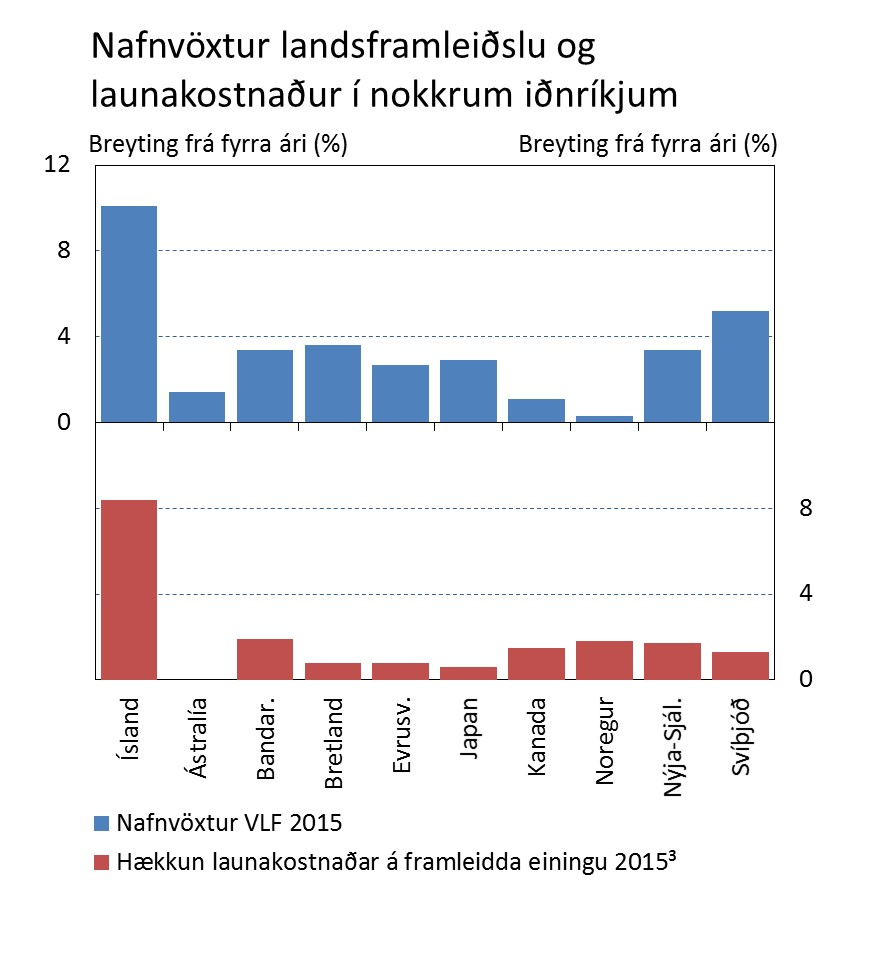 Nafnvöxtur landsframleiðslu og
launakostnaður í nokkrum iðnríkjum
Breyting frá fyrra ári (%) Breyting frá fyrra ári (%)
12
8
4
0
8
4
0
Ísland
Ástralía
Bandar.
Bretland
Evrusv.
Japan
Kanada
Noregur
Nýja-Sjál.
Svíþjóð
Nafnvöxtur VLF 2015
Hækkun launakostnaðar á framleidda einingu 2015³